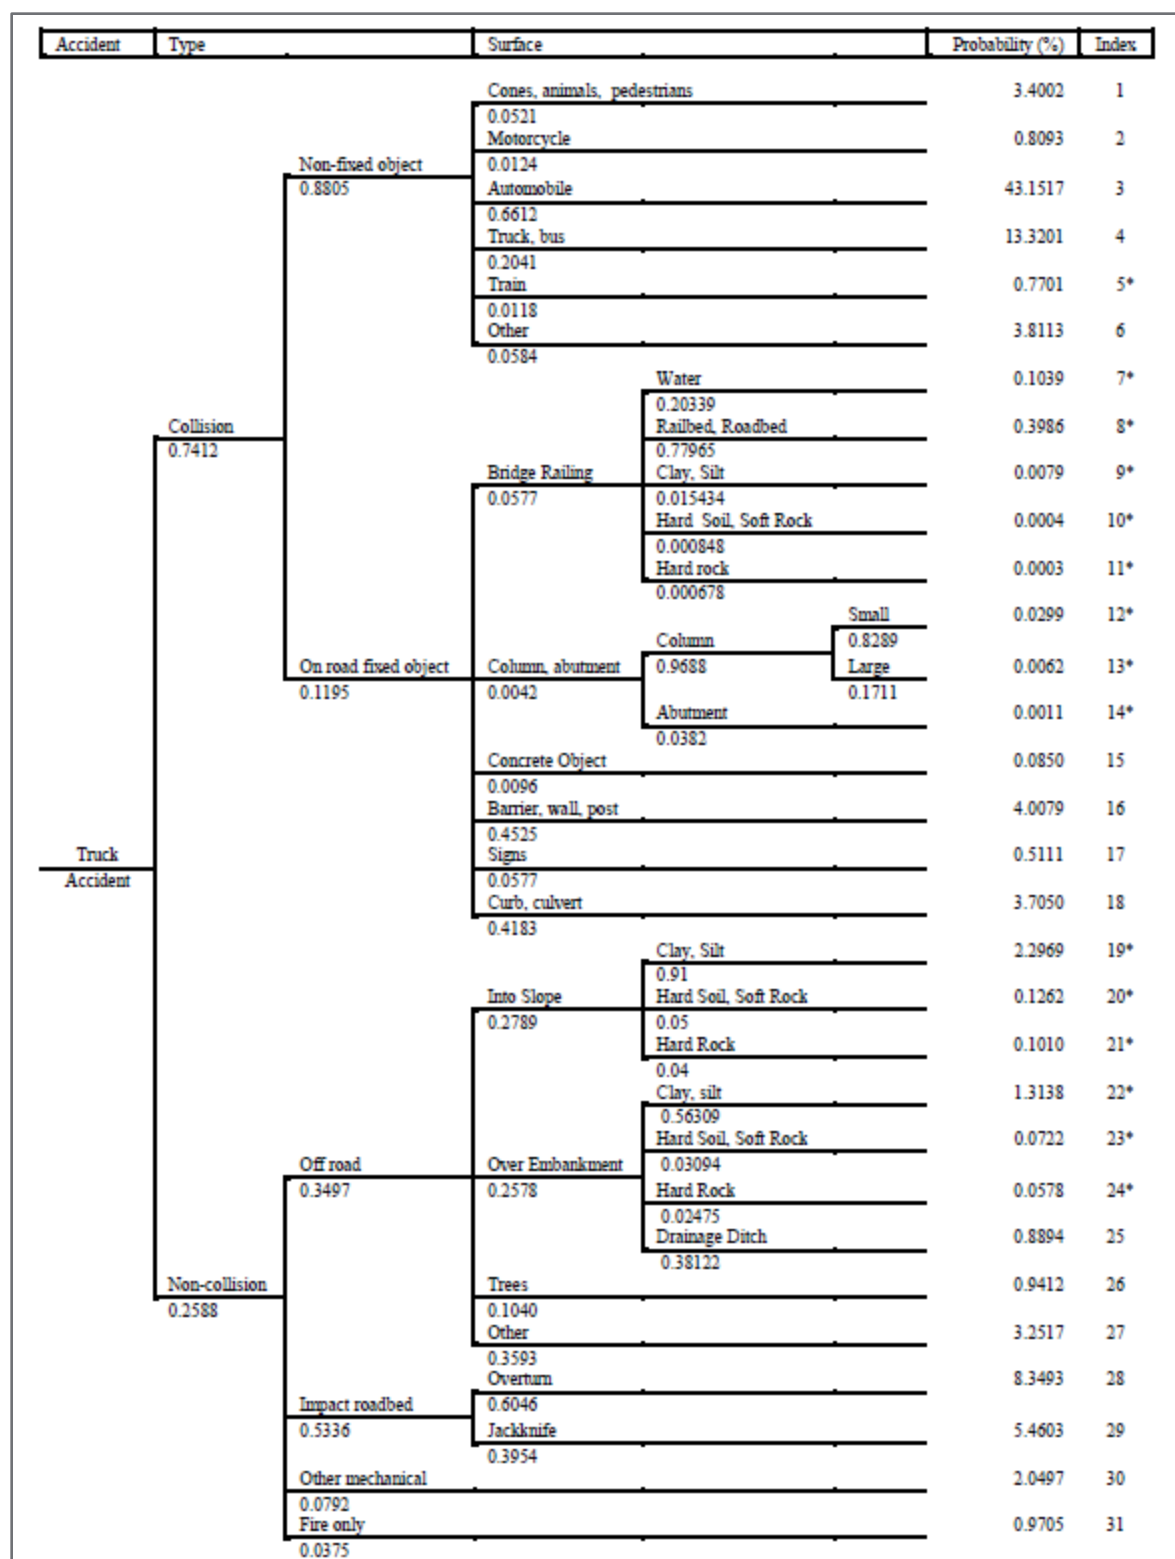 Accident Type Surface Probability (%) Index
Cones, animals, pedestrians 3.4002 1
0.0521
Motorcycle 0.8093 2
Non-fixed object 0.0124
0.8805 Automobile 43.1517 3
0.6612
Truck, bus 13.3201 4
0.2041
Train 0.7701 5*
0.0118
Other 3.8113 6
0.0584
Water 0.1039 7*
0.20339
Collision Railbed, Roadbed 0.3986 8*
0.7412 0.77965
Bridge Railing Clay, Silt 0.0079 9*
0.0577 0.015434
Hard Soil, Soft Rock 0.0004 10*
0.000848
Hard rock 0.0003 11*
0.000678
Small 0.0299 12*
Column 0.8289
On road fixed object Column, abutment 0.9688 Large 0.0062 13*
0.1195 0.0042 0.1711
Abutment 0.0011 14*
0.0382
Concrete Object 0.0850 15
0.0096
Barrier, wall, post 4.0079 16
0.4525
Truck Signs 0.5111 17
Accident 0.0577
Curb, culvert 3.7050 18
0.4183
Clay, Silt 2.2969 19*
0.91
Into Slope Hard Soil, Soft Rock 0.1262 20*
0.2789 0.05
Hard Rock 0.1010 21*
0.04
Clay, silt 1.3138 22*
0.56309
Hard Soil, Soft Rock 0.0722 23*
Off road Over Embankment 0.03094
0.3497 0.2578 Hard Rock 0.0578 24*
0.02475
Drainage Ditch 0.8894 25
0.38122
Non-collision Trees 0.9412 26
0.2588 0.1040
Other 3.2517 27
0.3593
Overturn 8.3493 28
Impact roadbed 0.6046
0.5336 Jackknife 5.4603 29
0.3954
Other mechanical 2.0497 30
0.0792
Fire only 0.9705 31
0.0375